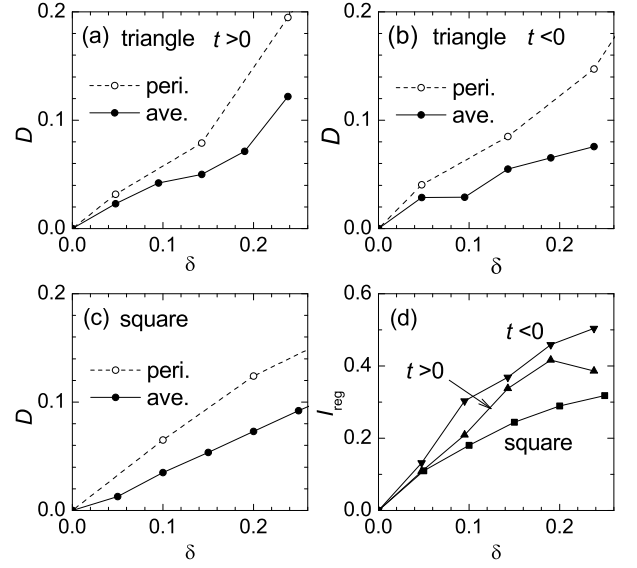 (a) triangle t >0
peri.
ave.
D
0.2
0.1
0.0
0.0 0.1 0.2
δ
(b) triangle t <0
peri.
ave.
D
0.2
0.1
0.0
0.0 0.1 0.2
δ
(c) square
peri.
ave.
D
0.2
0.1
0.0
0.0 0.1 0.2
δ
(d)
t <0
t >0
square
I_reg
0.6
0.4
0.2
0.0
0.0 0.1 0.2
δ